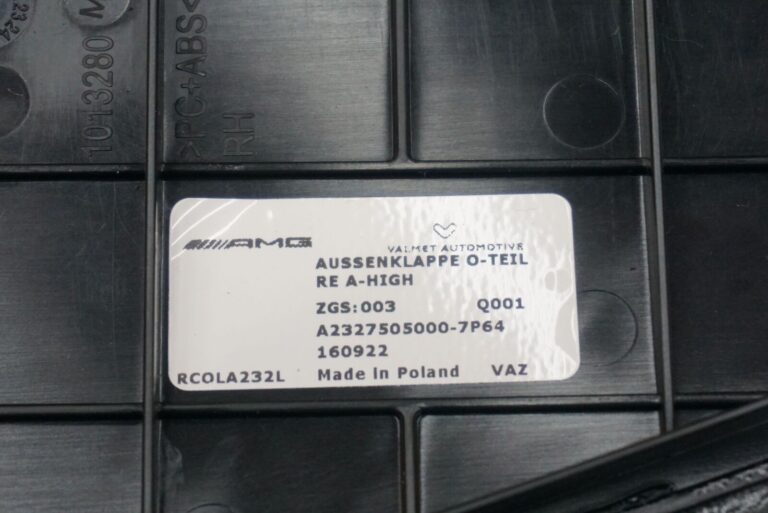 2324
1013280 M
>PC+ABS<
RH
AMG
VALMET AUTOMOTIVE
AUSSENKLAPPE O-TEIL
RE A-HIGH
ZGS:003 Q001
A2327505000-7P64
160922
RCOLA232L Made in Poland VAZ